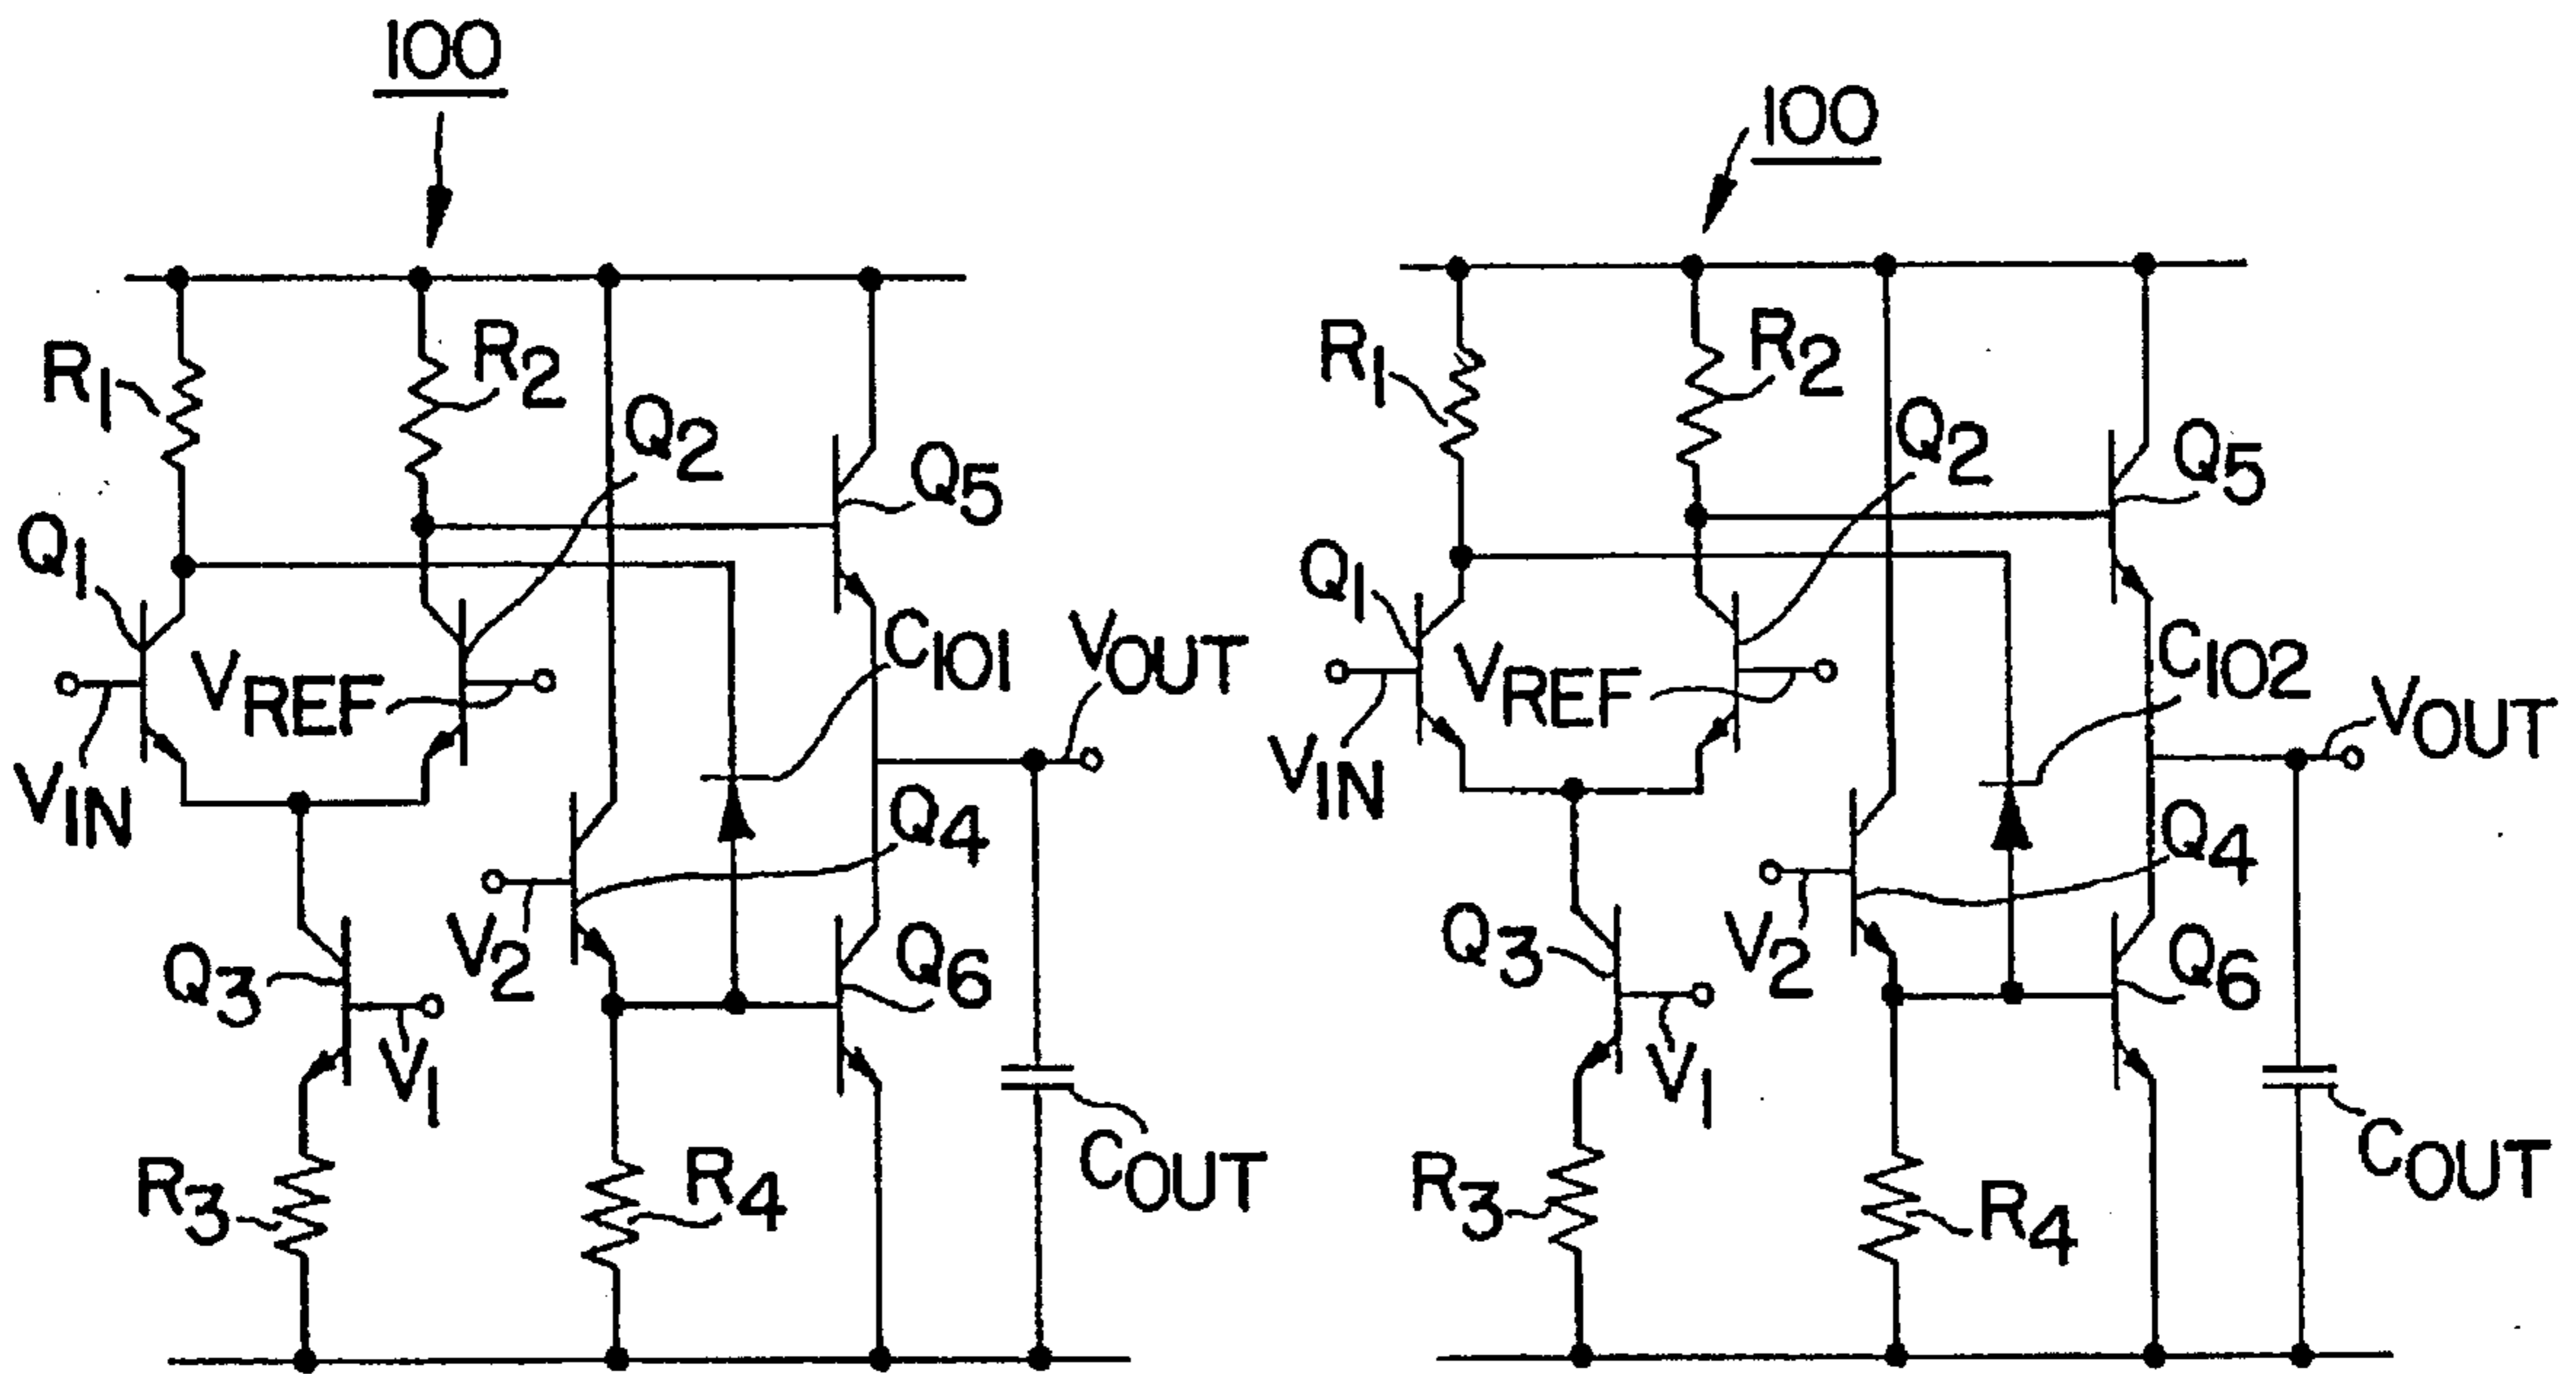 100
R1
R2
Q2
Q5
Q1
C101
VOUT
VREF
VIN
Q4
V2
Q6
Q3
V1
COUT
R3
R4
100
R1
R2
Q2
Q5
Q1
C102
VREF
VOUT
VIN
Q4
Q3
V2
Q6
V1
COUT
R3
R4